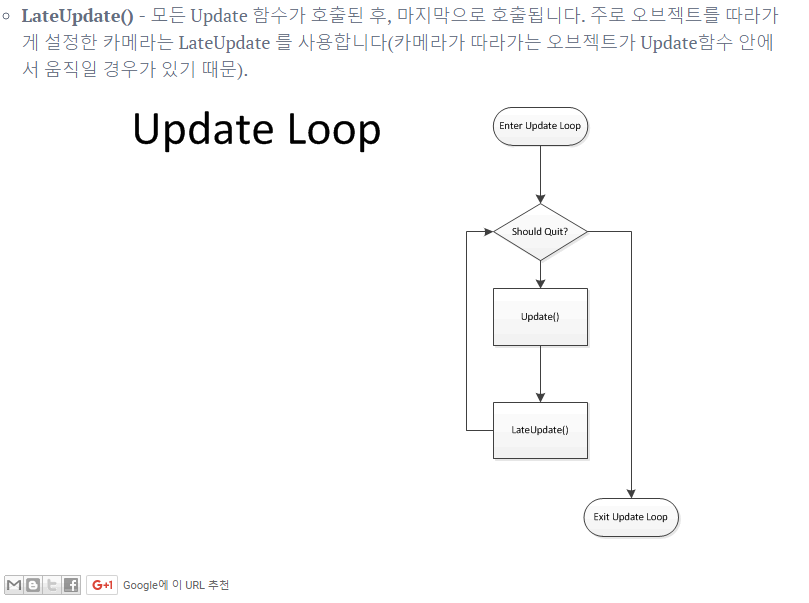 LateUpdate() - 모든 Update 함수가 호출된 후, 마지막으로 호출됩니다. 주로 오브젝트를 따라가
게 설정한 카메라는 LateUpdate 를 사용합니다(카메라가 따라가는 오브젝트가 Update함수 안에
서 움직일 경우가 있기 때문).
Update Loop
Enter Update Loop
Should Quit?
Update()
LateUpdate()
Exit Update Loop
G+1 Google에 이 URL 추천